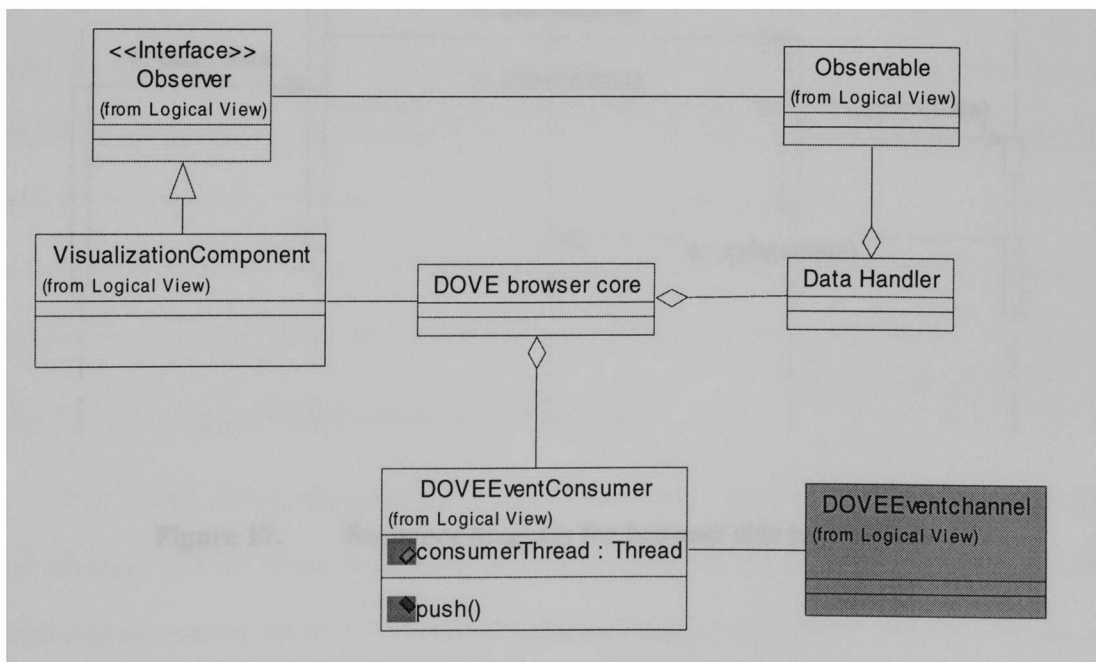 <<Interface>>
Observer
(from Logical View)
Observable
(from Logical View)
VisualizationComponent
(from Logical View)
DOVE browser core
Data Handler
DOVEEventConsumer
(from Logical View)
consumerThread : Thread
push()
DOVEEventchannel
(from Logical View)
Figure 17.